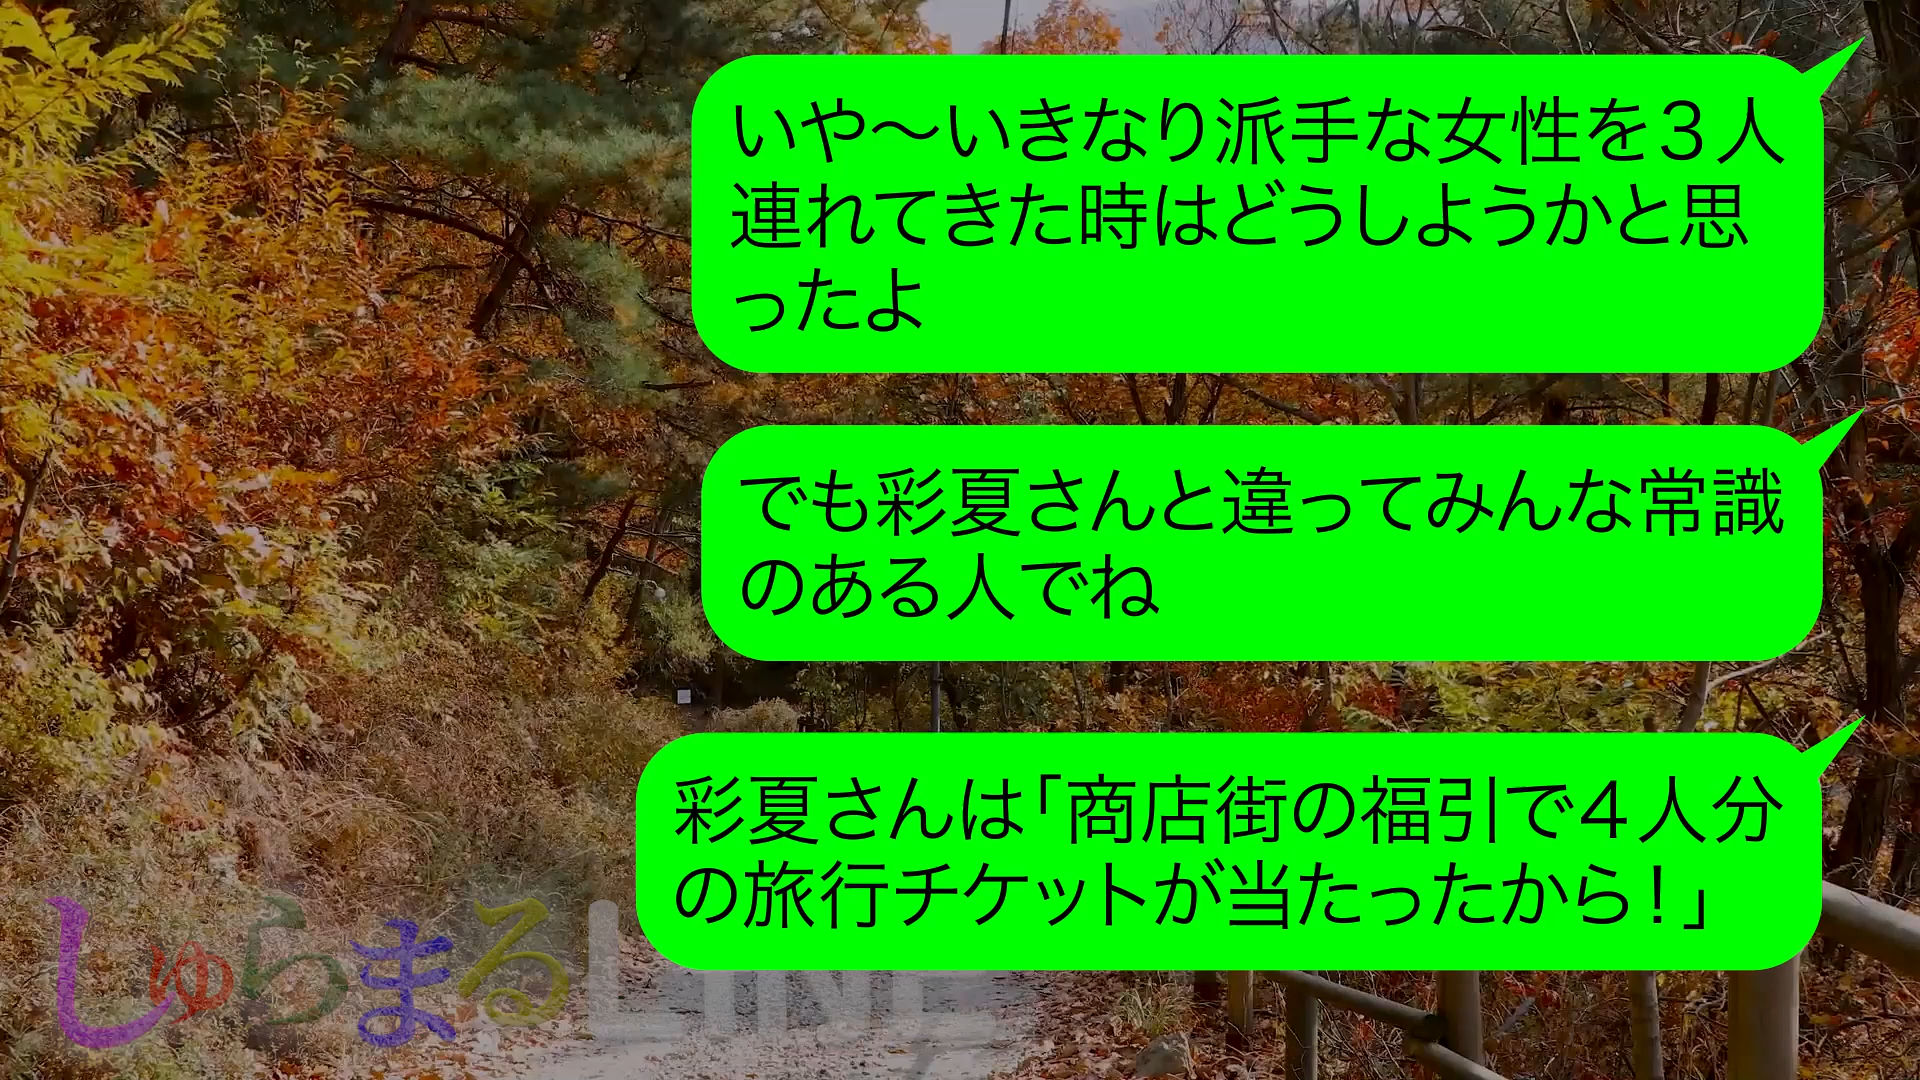 いや〜いきなり派手な女性を３人
連れてきた時はどうしようかと思
ったよ
でも彩夏さんと違ってみんな常識
のある人でね
彩夏さんは「商店街の福引で４人分
の旅行チケットが当たったから！」
しゅらまるLINE